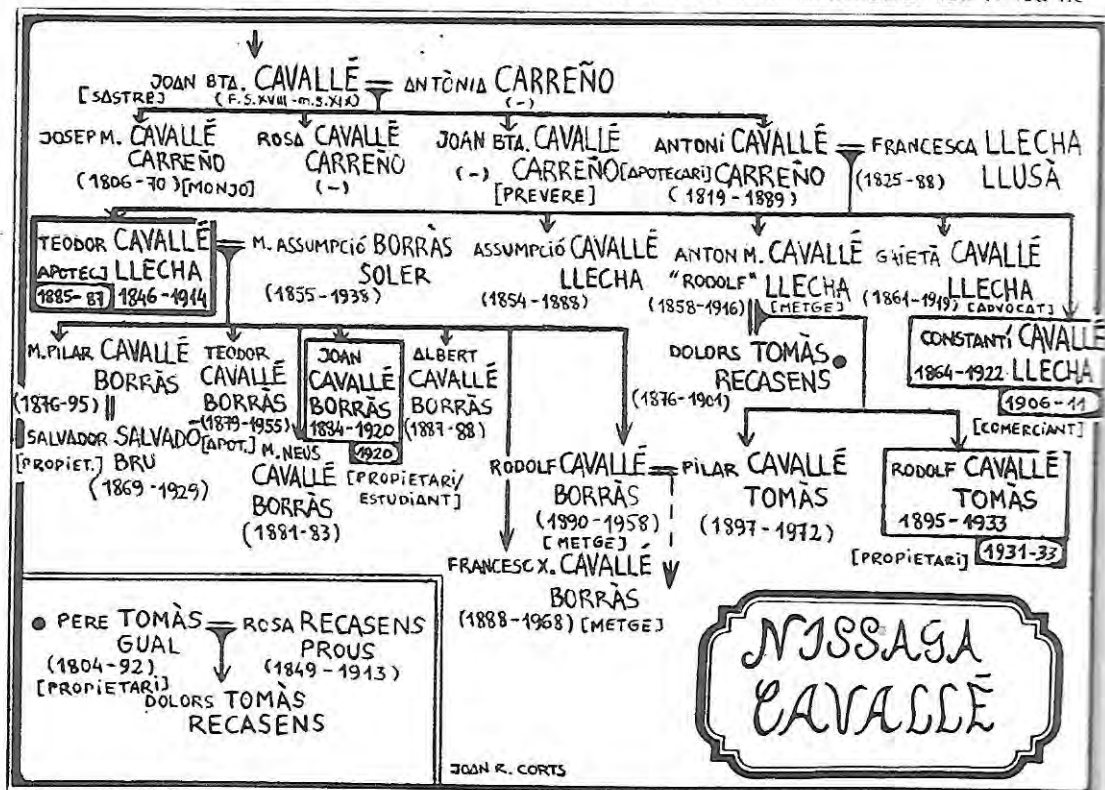 JOAN BTA. CAVALLÉ = ANTÒNIA CARREÑO
[SASTRE] (F.S.XVIII-m.S.XIX) (-)
JOSEP M. CAVALLÉ CARREÑO
(1806-70) [MONJO]
ROSA CAVALLÉ CARREÑO
(-)
JOAN BTA. CAVALLÉ CARREÑO
(-) [PREVERE]
ANTONI CAVALLÉ CARREÑO
[APOTECARI] (1819-1889)
FRANCESCA LLECHA LLUSÀ
(1825-88)
TEODOR CAVALLÉ LLECHA
APOTEC]
1885-87 1846-1914
M. ASSUMPCIÓ BORRÀS SOLER
(1855-1938)
ASSUMPCIÓ CAVALLÉ LLECHA
(1854-1888)
ANTON M. CAVALLÉ
"RODOLF" LLECHA
(1858-1916) [METGE]
GAIETÀ CAVALLÉ LLECHA
(1861-1919) [ADVOCAT]
CONSTANTÍ CAVALLÉ
1864-1922 LLECHA
1906-11
[COMERCIANT]
DOLORS TOMÀS
RECASENS
(1876-1901)
M. PILAR CAVALLÉ BORRÀS
(1876-95)
SALVADOR SALVADÓ BRU
[PROPIET.]
(1869-1929)
TEODOR CAVALLÉ BORRÀS
(1879-1955)
[APOT.]
M. NEUS CAVALLÉ BORRÀS
(1881-83)
JOAN CAVALLÉ BORRÀS
1884-1920
1920
[PROPIETARI/
ESTUDIANT]
ALBERT CAVALLÉ BORRÀS
(1887-88)
RODOLF CAVALLÉ BORRÀS
(1890-1958)
[METGE]
PILAR CAVALLÉ TOMÀS
(1897-1972)
RODOLF CAVALLÉ TOMÀS
1895-1933
[PROPIETARI] 1931-33
FRANCESC X. CAVALLÉ BORRÀS
(1888-1968) [METGE]
PERE TOMÀS GUAL
(1804-92)
[PROPIETARI]
ROSA RECASENS PROUS
(1849-1913)
DOLORS TOMÀS
RECASENS
JOAN R. CORTS
NISSAGA
CAVALLÉ